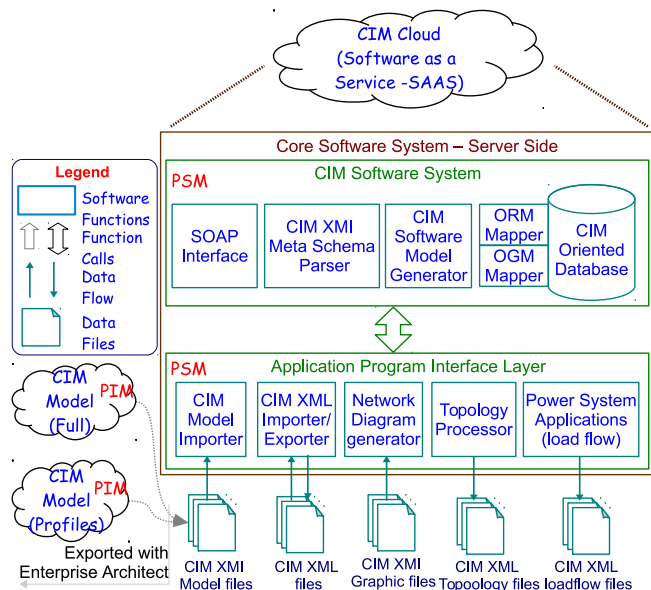 CIM Cloud
(Software as a
Service -SAAS)
Core Software System – Server Side
Legend
Software
Functions
Function
Calls
Data
Flow
Data
Files
PSM
CIM Software System
SOAP
Interface
CIM XMI
Meta Schema
Parser
CIM
Software
Model
Generator
ORM
Mapper
OGM
Mapper
CIM
Oriented
Database
PSM
Application Program Interface Layer
CIM
Model
Importer
CIM XML
Importer/
Exporter
Network
Diagram
generator
Topology
Processor
Power System
Applications
(load flow)
CIM
Model
(Full)
PIM
CIM
Model
(Profiles)
PIM
Exported with
Enterprise Architect
CIM XMI
Model files
CIM XML
files
CIM XMI
Graphic files
CIM XML
Topoology files
CIM XML
loadflow files